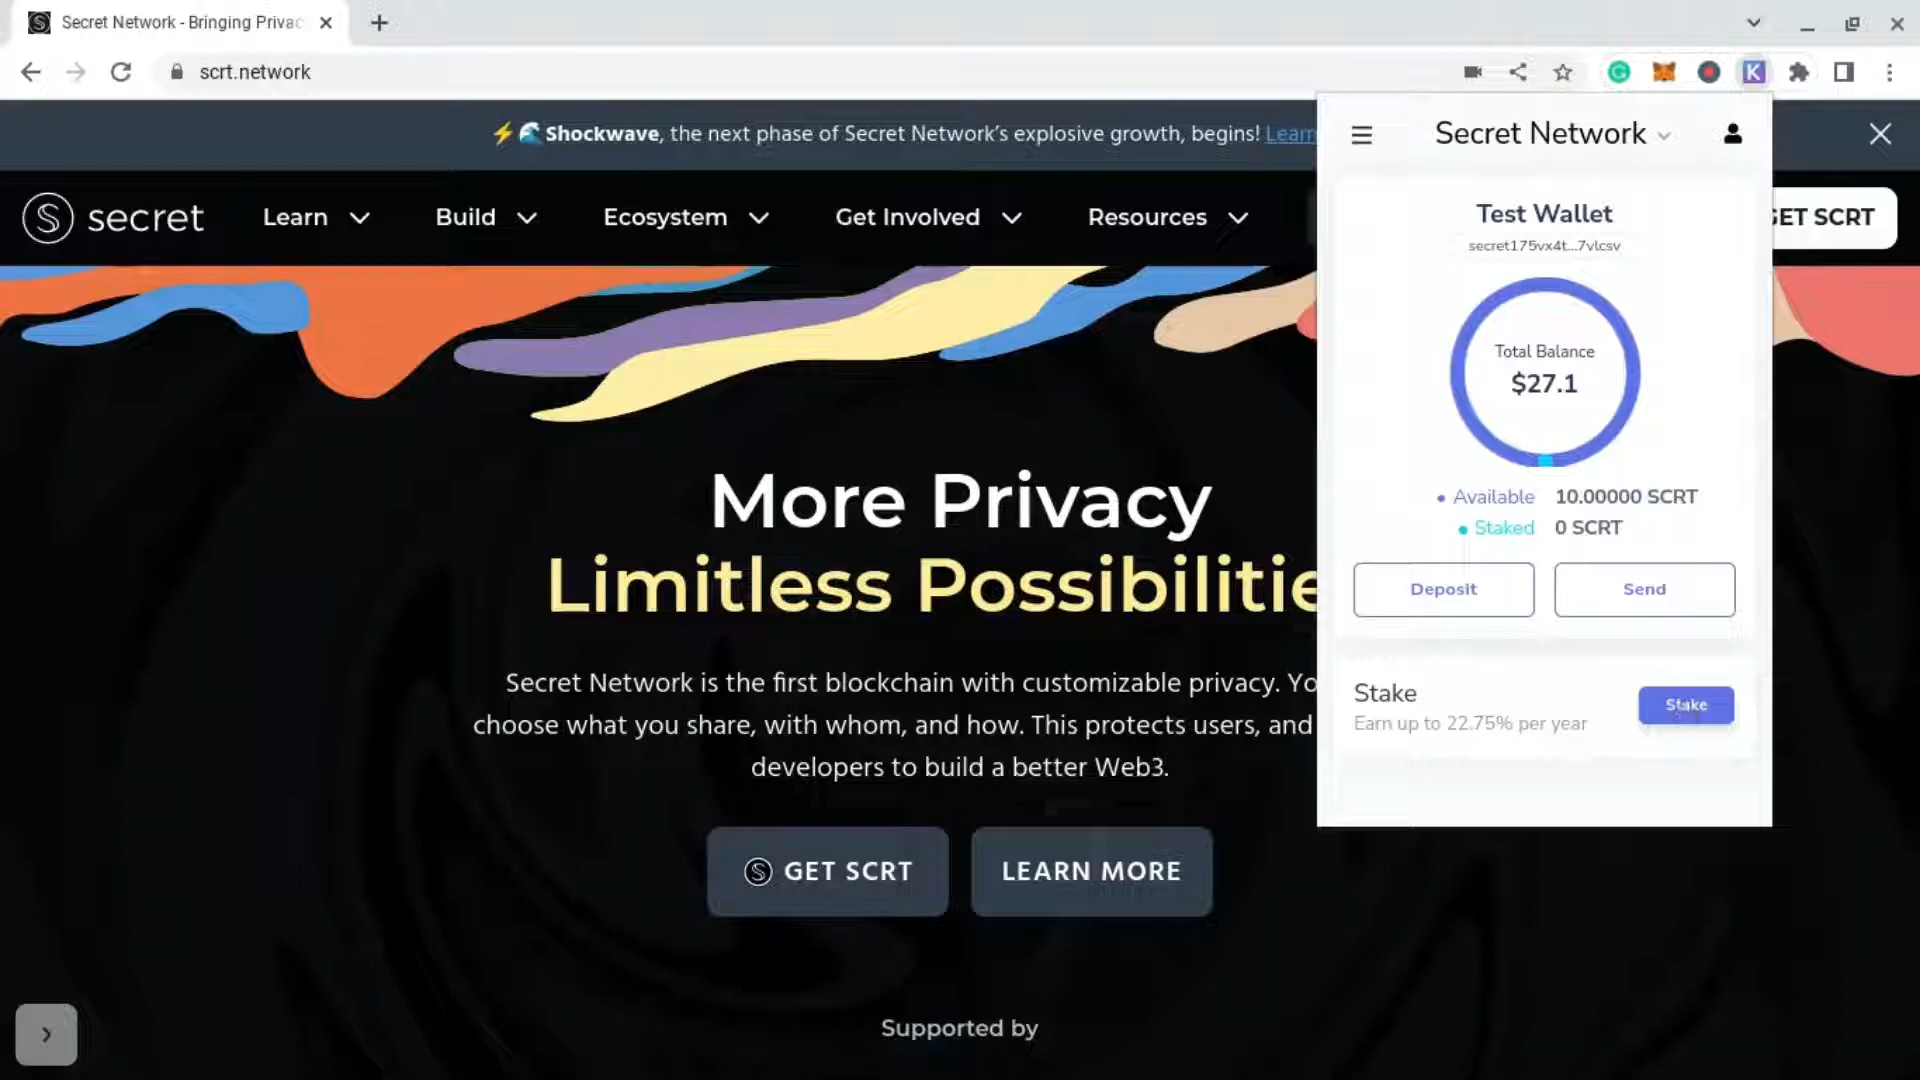 Secret Network - Bringing Privac
scrt.network
⚡🌊Shockwave, the next phase of Secret Network's explosive growth, begins! Learn
secret
Learn
Build
Ecosystem
Get Involved
Resources
GET SCRT
More Privacy
Limitless Possibilitie
Secret Network is the first blockchain with customizable privacy. Yo
choose what you share, with whom, and how. This protects users, and
developers to build a better Web3.
GET SCRT
LEARN MORE
Supported by
Secret Network
Test Wallet
secret175vx4t...7vlcsv
Total Balance
$27.1
Available 10.00000 SCRT
Staked 0 SCRT
Deposit
Send
Stake
Earn up to 22.75% per year
Stake